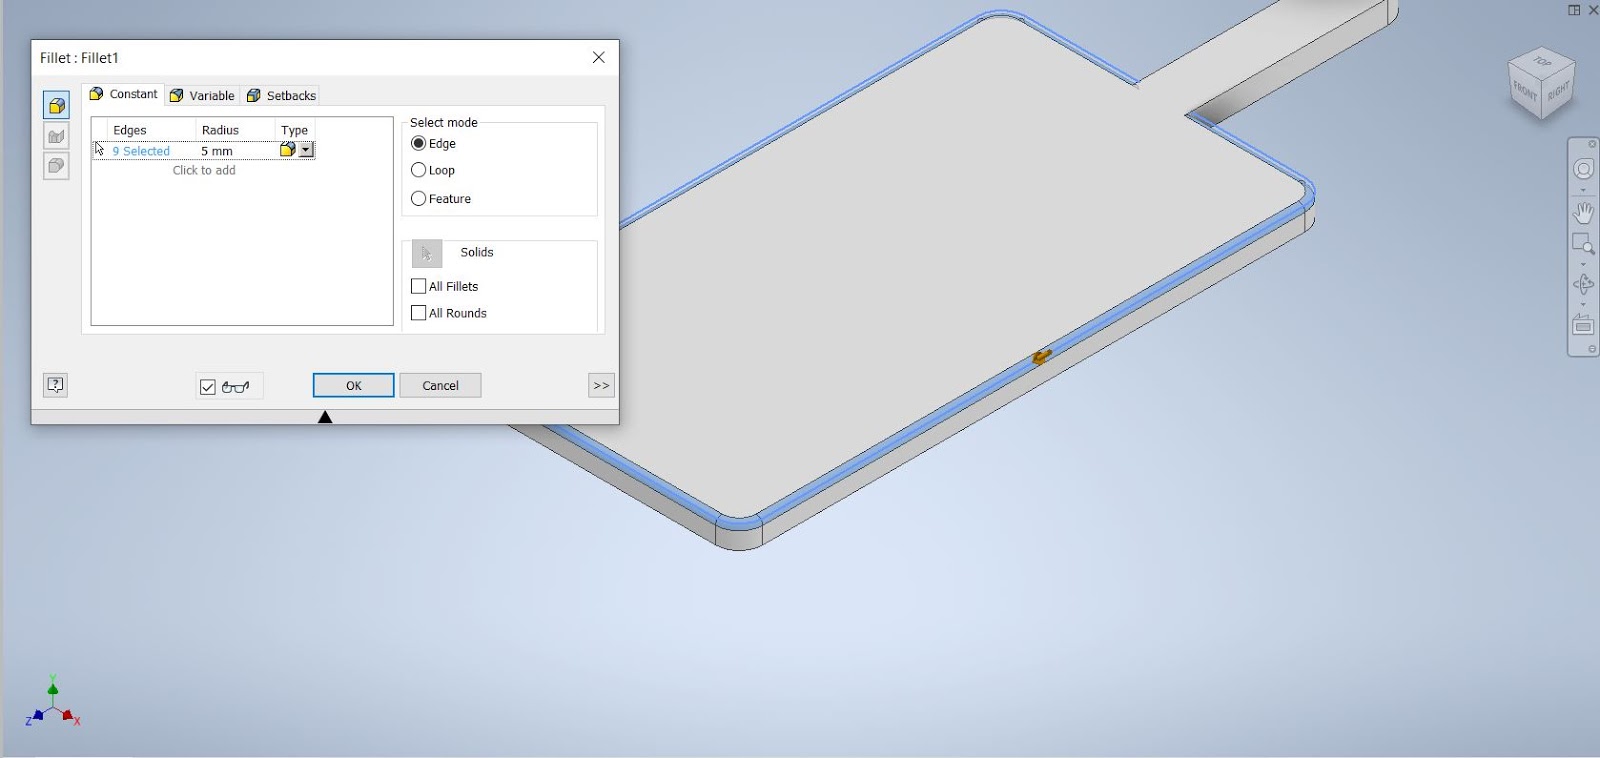 Fillet : Fillet1
Constant
Variable
Setbacks
Edges Radius Type
9 Selected 5 mm
Click to add
Select mode
Edge
Loop
Feature
Solids
All Fillets
All Rounds
OK
Cancel
>>
TOP
FRONT
RIGHT
Y
Z
X